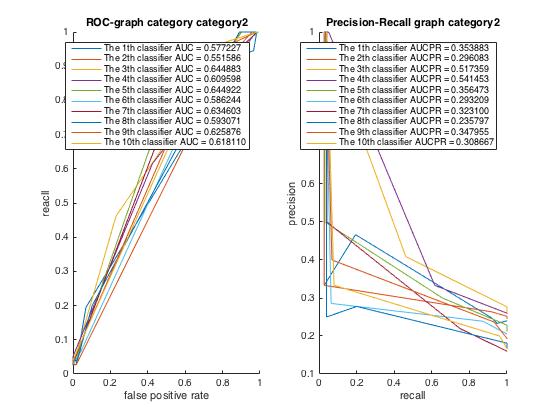 ROC-graph category category2
1
The 1th classifier AUC = 0.577227
0.9
The 2th classifier AUC = 0.551586
The 3th classifier AUC = 0.644883
The 4th classifier AUC = 0.609598
0.8
The 5th classifier AUC = 0.644922
The 6th classifier AUC = 0.586244
The 7th classifier AUC = 0.634603
The 8th classifier AUC = 0.593071
0.7
The 9th classifier AUC = 0.625876
The 10th classifier AUC = 0.618110
0.6
0.5
0.4
0.3
0.2
0.1
0
reacll
0 0.2 0.4 0.6 0.8 1
false positive rate
Precision-Recall graph category2
1
The 1th classifier AUCPR = 0.353883
The 2th classifier AUCPR = 0.296083
The 3th classifier AUCPR = 0.517359
The 4th classifier AUCPR = 0.541453
The 5th classifier AUCPR = 0.356473
The 6th classifier AUCPR = 0.293209
The 7th classifier AUCPR = 0.323100
The 8th classifier AUCPR = 0.235797
The 9th classifier AUCPR = 0.347955
The 10th classifier AUCPR = 0.308667
0.6
0.5
0.4
0.3
0.2
0.1
precision
0 0.5 1
recall